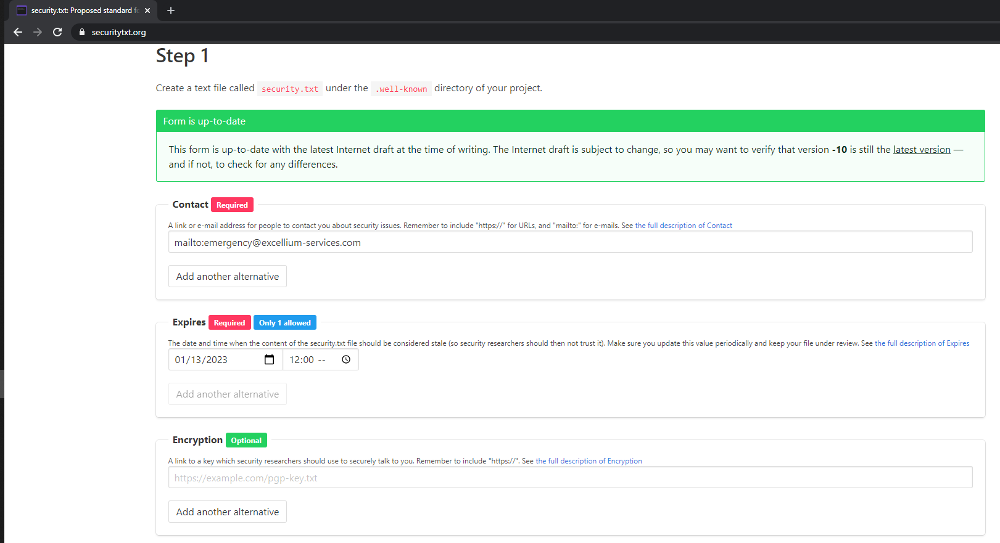 security.txt: Proposed standard fo
securitytxt.org
Step 1
Create a text file called security.txt under the .well-known directory of your project.
Form is up-to-date
This form is up-to-date with the latest Internet draft at the time of writing. The Internet draft is subject to change, so you may want to verify that version -10 is still the latest version —
and if not, to check for any differences.
Contact Required
A link or e-mail address for people to contact you about security issues. Remember to include "https://" for URLs, and "mailto:" for e-mails. See the full description of Contact
mailto:emergency@excellium-services.com
Add another alternative
Expires Required Only 1 allowed
The date and time when the content of the security.txt file should be considered stale (so security researchers should then not trust it). Make sure you update this value periodically and keep your file under review. See the full description of Expires
01/13/2023 12:00 --
Add another alternative
Encryption Optional
A link to a key which security researchers should use to securely talk to you. Remember to include "https://". See the full description of Encryption
https://example.com/pgp-key.txt
Add another alternative